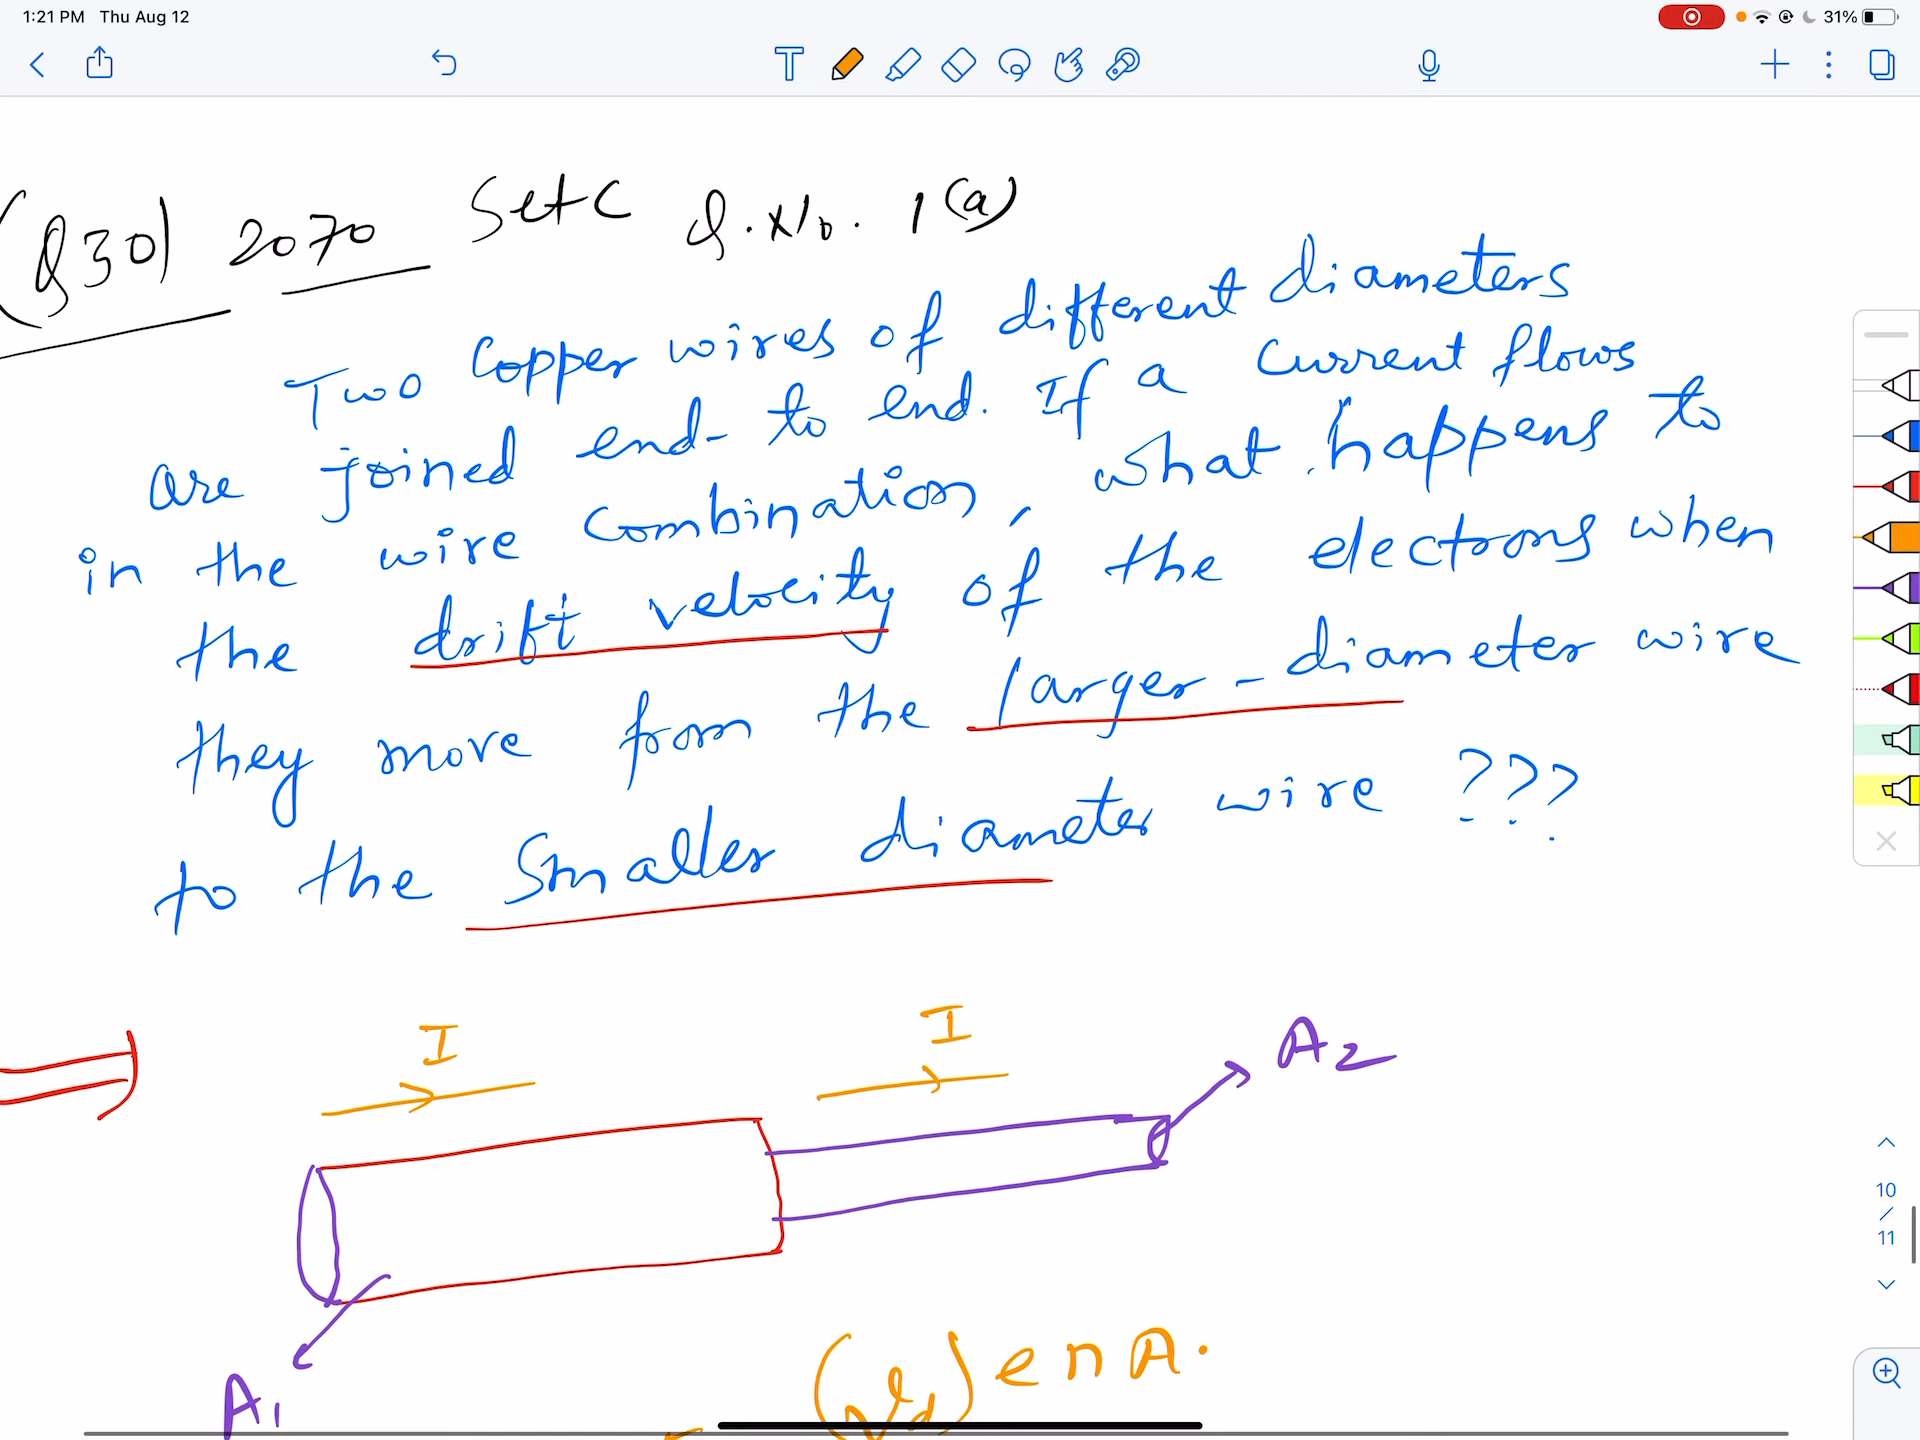 1:21 PM Thu Aug 12
31%
(Q30) 2070 Set C Q.No. 1(a)
Two Copper wires of different diameters
are joined end-to end. If a current flows
in the wire combination, what happens to
the drift velocity of the electrons when
they move from the larger-diameter wire
to the Smaller diameter wire ???
I I
A2
A1
(vd) e n A.
10
/
11